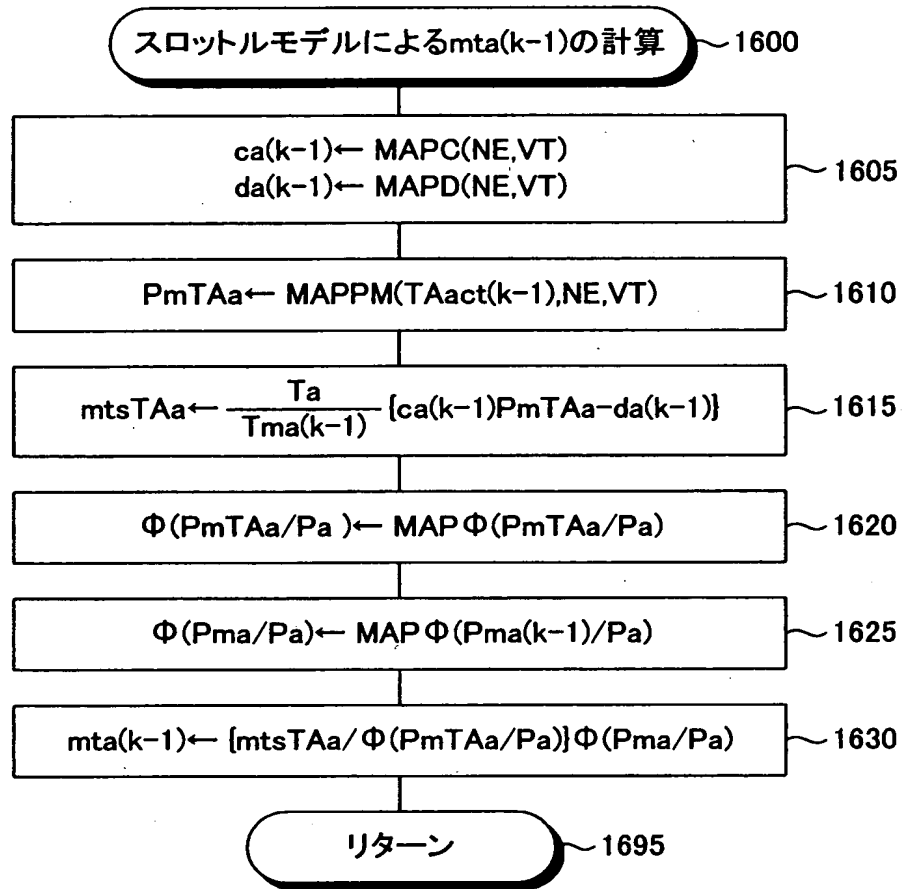 スロットルモデルによるmta(k-1)の計算
1600
ca(k-1)← MAPC(NE,VT)
da(k-1)← MAPD(NE,VT)
1605
PmTAa← MAPPM(TAact(k-1),NE,VT)
1610
mtsTAa← Ta/Tma(k-1) {ca(k-1)PmTAa-da(k-1)}
1615
Φ(PmTAa/Pa )← MAPΦ(PmTAa/Pa)
1620
Φ(Pma/Pa)← MAPΦ(Pma(k-1)/Pa)
1625
mta(k-1)← {mtsTAa/Φ(PmTAa/Pa)}Φ(Pma/Pa)
1630
リターン
1695